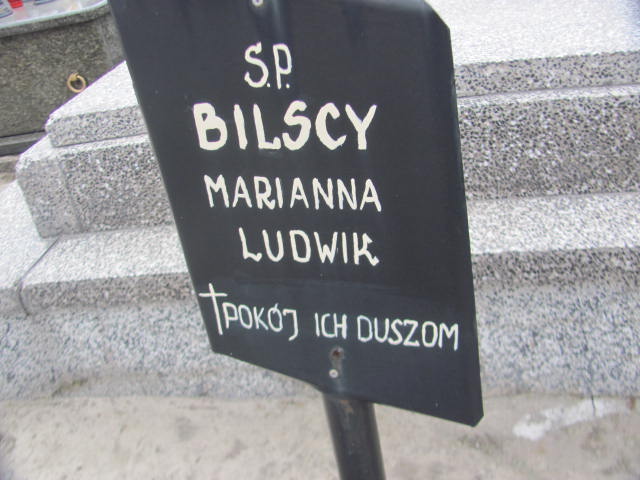 Ś.P.
BILSCY
MARIANNA
LUDWIK
†POKÓJ ICH DUSZOM